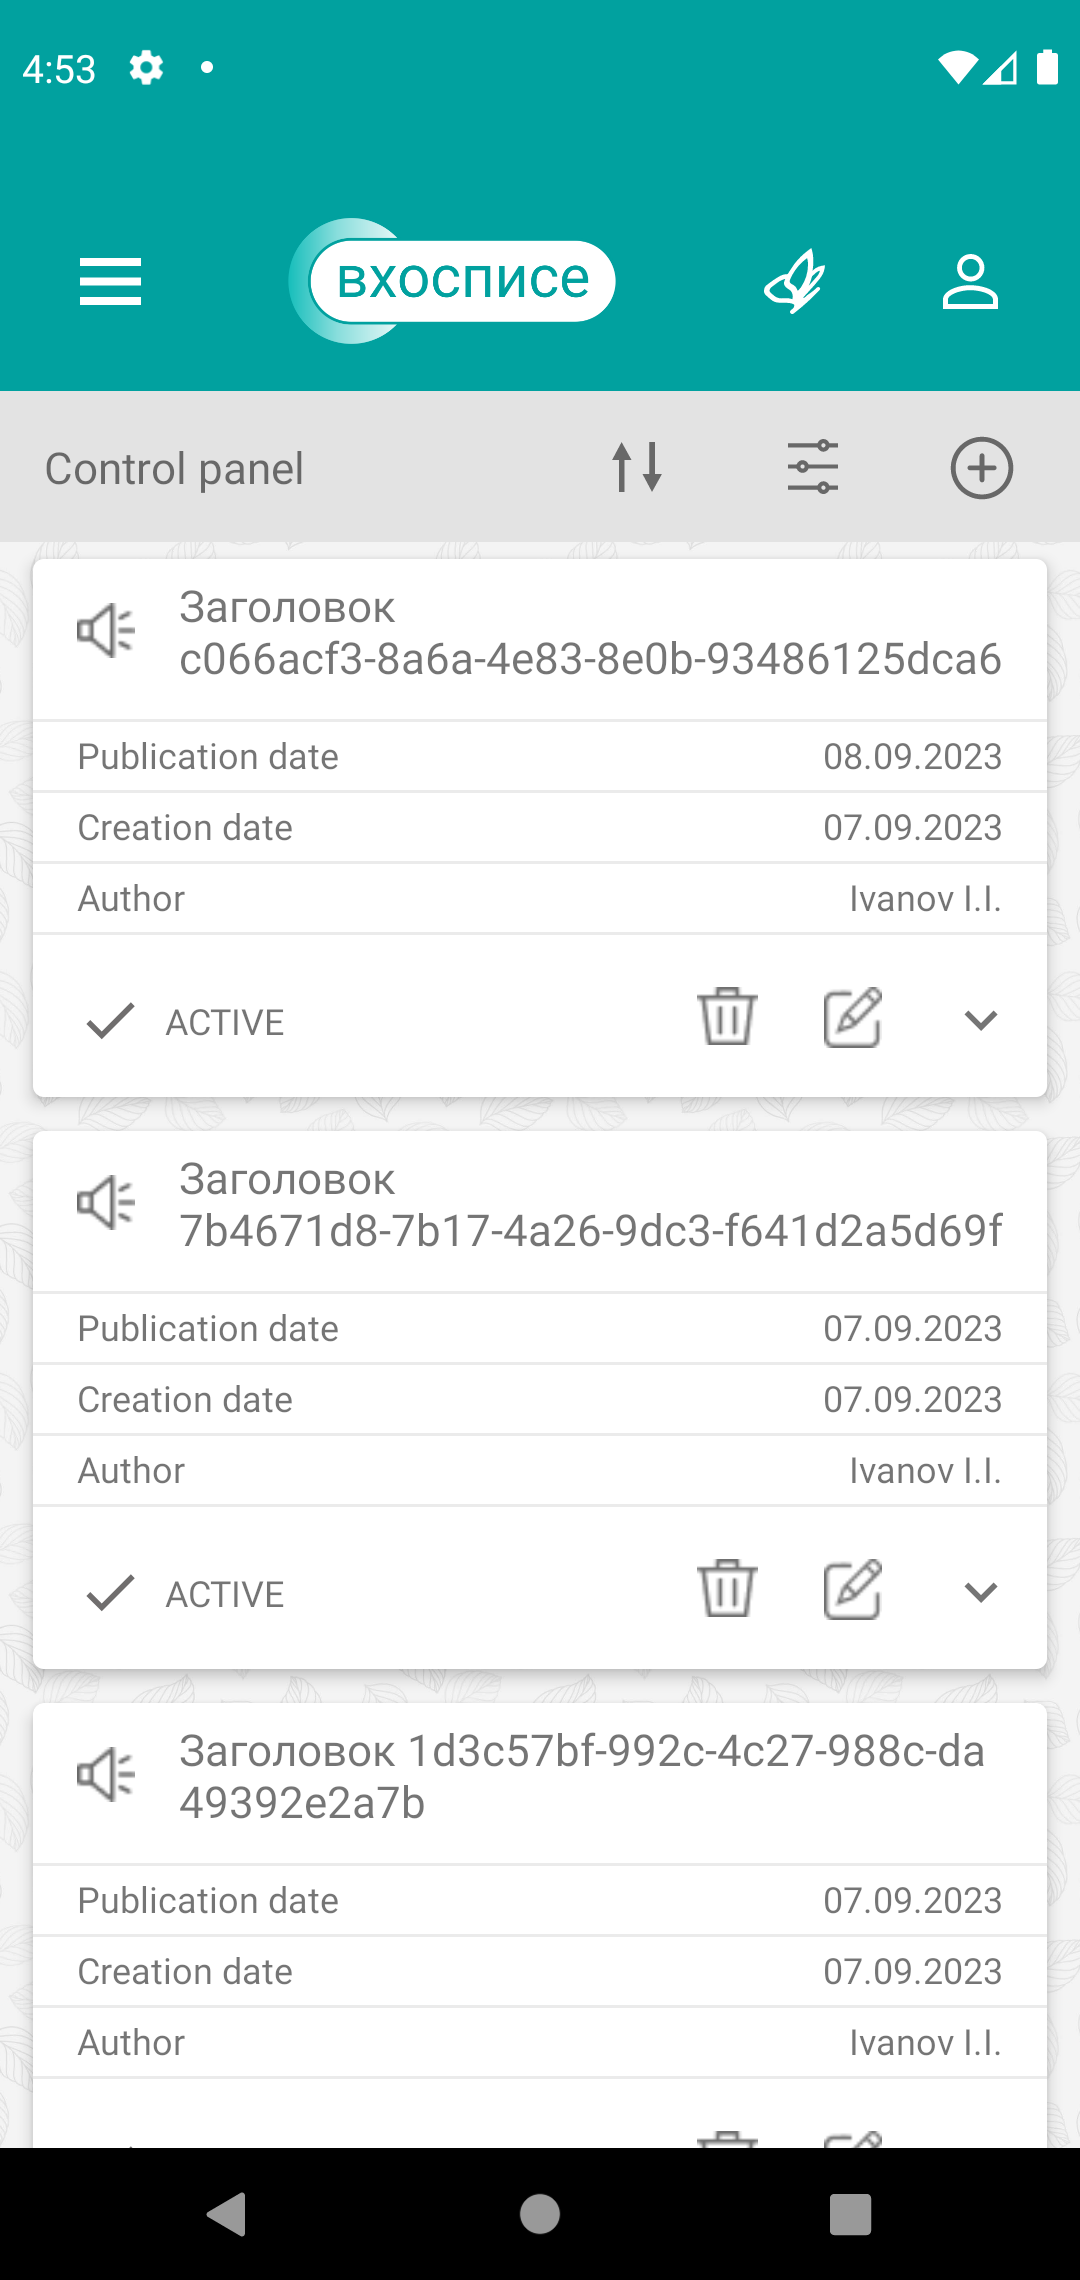 4:53
вхосписе
Control panel
Заголовок
c066acf3-8a6a-4e83-8e0b-93486125dca6
Publication date 08.09.2023
Creation date 07.09.2023
Author Ivanov I.I.
ACTIVE
Заголовок
7b4671d8-7b17-4a26-9dc3-f641d2a5d69f
Publication date 07.09.2023
Creation date 07.09.2023
Author Ivanov I.I.
ACTIVE
Заголовок 1d3c57bf-992c-4c27-988c-da
49392e2a7b
Publication date 07.09.2023
Creation date 07.09.2023
Author Ivanov I.I.